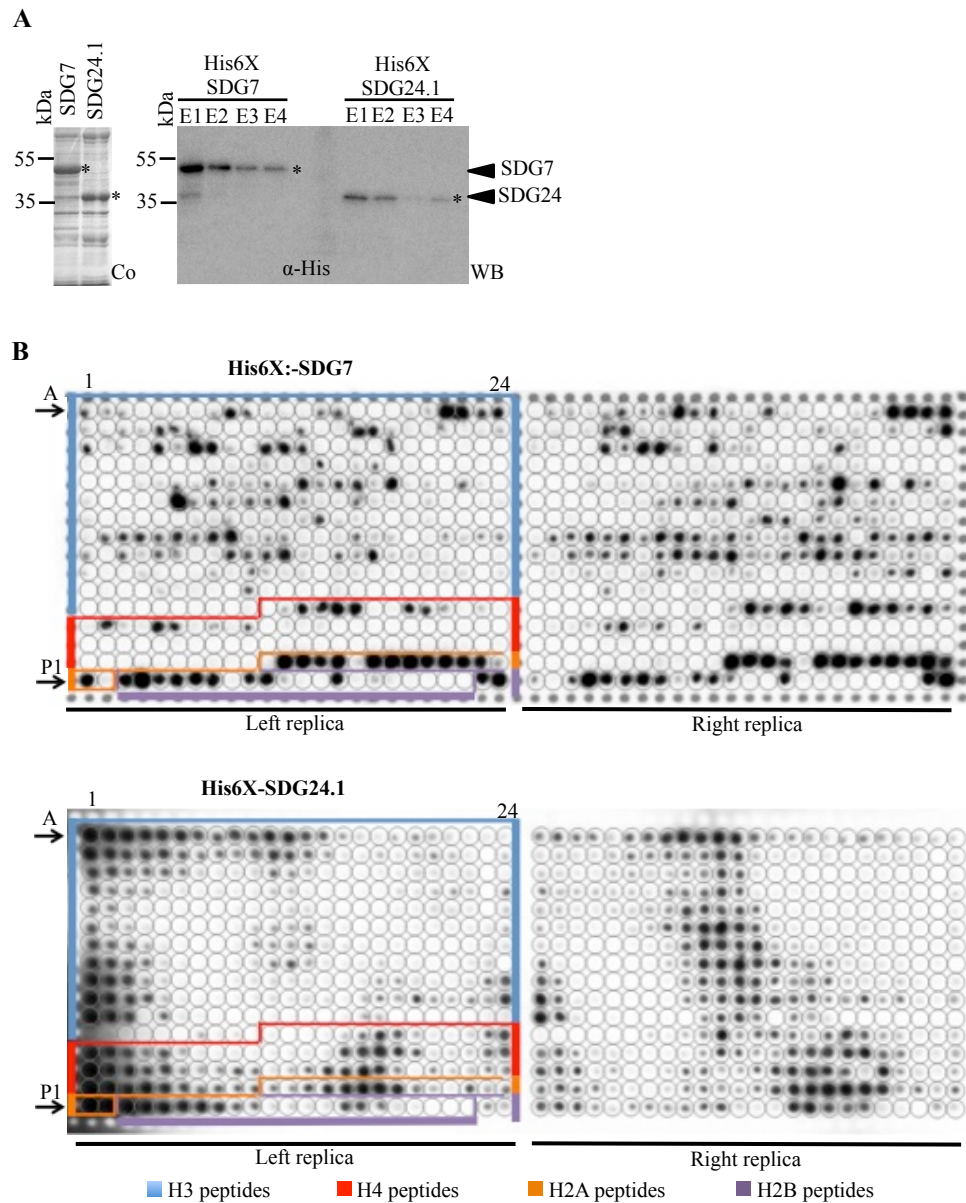 A
kDa
SDG7
SDG24.1
55
35
*
*
Co
kDa
His6X
SDG7
His6X
SDG24.1
E1 E2 E3 E4
E1 E2 E3 E4
55
35
*
*
SDG7
SDG24
α-His
WB
B
His6X:-SDG7
A
1
24
P1
Left replica
Right replica
His6X-SDG24.1
A
1
24
P1
Left replica
Right replica
H3 peptides
H4 peptides
H2A peptides
H2B peptides